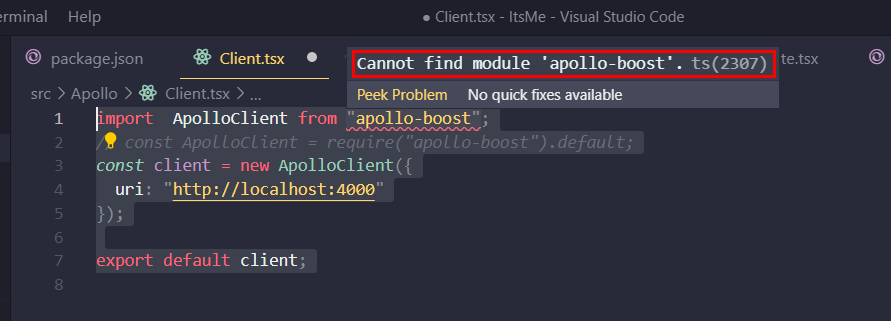 erminal Help ● Client.tsx - ItsMe - Visual Studio Code
package.json Client.tsx ● te.tsx
Cannot find module 'apollo-boost'. ts(2307)
Peek Problem No quick fixes available
src > Apollo > Client.tsx > ...
1 import ApolloClient from "apollo-boost";
2 // const ApolloClient = require("apollo-boost").default;
3 const client = new ApolloClient({
4 uri: "http://localhost:4000"
5 });
6
7 export default client;
8